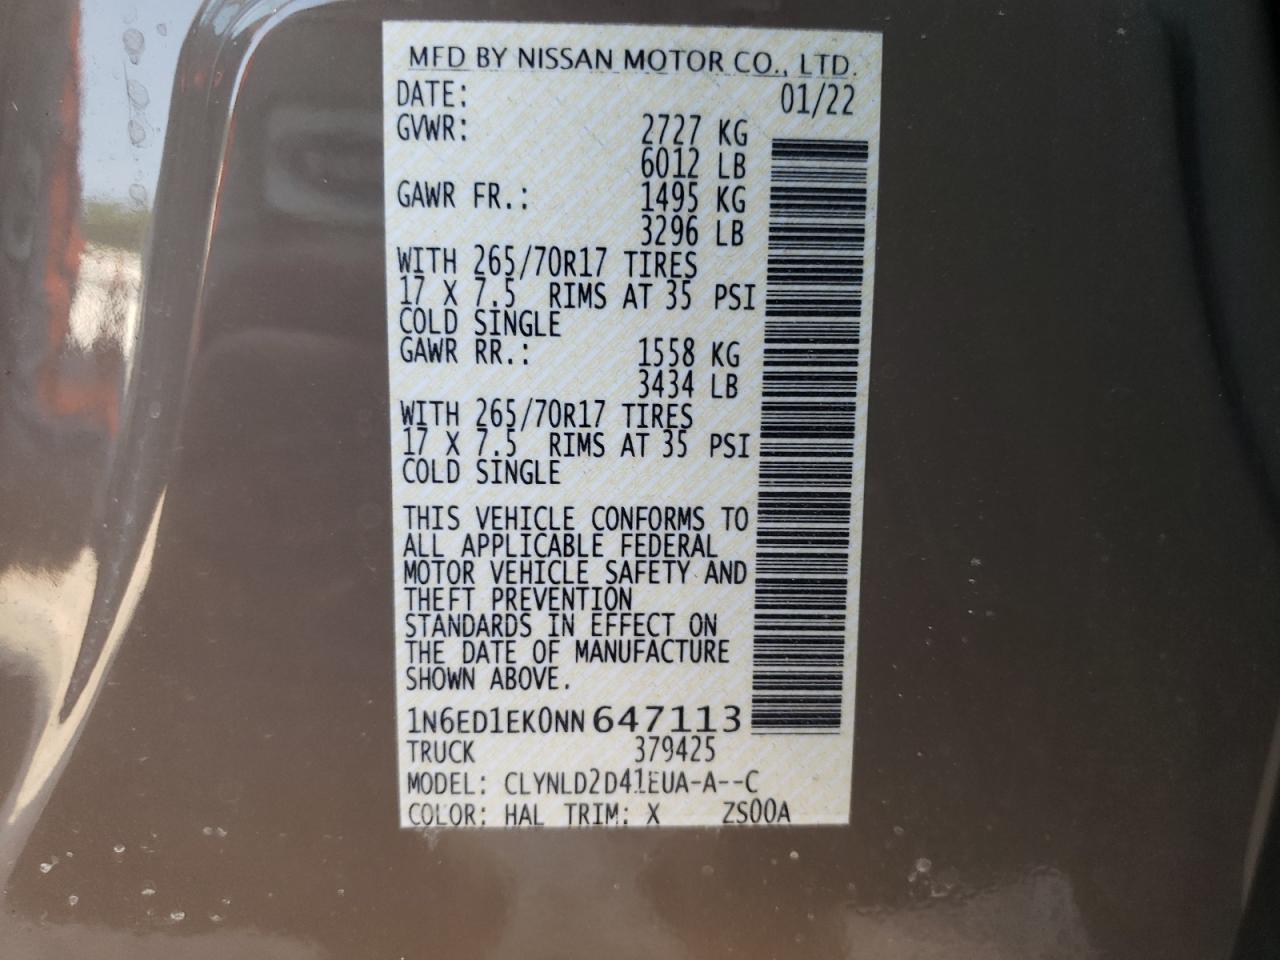 MFD BY NISSAN MOTOR CO., LTD.
DATE: 01/22
GVWR: 2727 KG
6012 LB
GAWR FR.: 1495 KG
3296 LB
WITH 265/70R17 TIRES
17 X 7.5 RIMS AT 35 PSI
COLD SINGLE
GAWR RR.: 1558 KG
3434 LB
WITH 265/70R17 TIRES
17 X 7.5 RIMS AT 35 PSI
COLD SINGLE
THIS VEHICLE CONFORMS TO
ALL APPLICABLE FEDERAL
MOTOR VEHICLE SAFETY AND
THEFT PREVENTION
STANDARDS IN EFFECT ON
THE DATE OF MANUFACTURE
SHOWN ABOVE.
1N6ED1EK0NN647113
TRUCK 379425
MODEL: CLYNLD2D41EUA-A--C
COLOR: HAL TRIM: X ZS00A